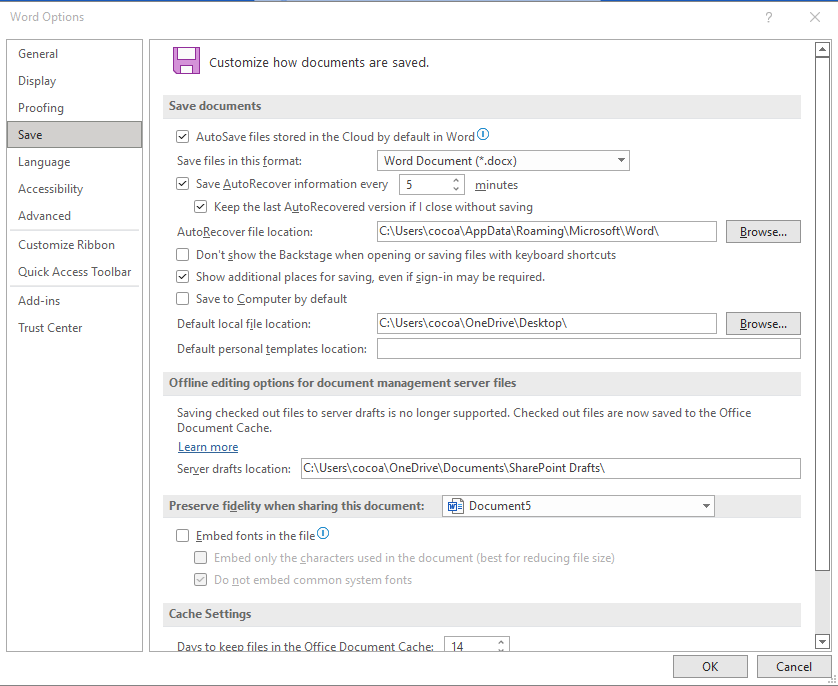 Word Options
?
General
Display
Proofing
Save
Language
Accessibility
Advanced
Customize Ribbon
Quick Access Toolbar
Add-ins
Trust Center
Customize how documents are saved.
Save documents
AutoSave files stored in the Cloud by default in Word
Save files in this format: Word Document (*.docx)
Save AutoRecover information every 5 minutes
Keep the last AutoRecovered version if I close without saving
AutoRecover file location: C:\Users\cocoa\AppData\Roaming\Microsoft\Word\ Browse...
Don't show the Backstage when opening or saving files with keyboard shortcuts
Show additional places for saving, even if sign-in may be required.
Save to Computer by default
Default local file location: C:\Users\cocoa\OneDrive\Desktop\ Browse...
Default personal templates location:
Offline editing options for document management server files
Saving checked out files to server drafts is no longer supported. Checked out files are now saved to the Office
Document Cache.
Learn more
Server drafts location: C:\Users\cocoa\OneDrive\Documents\SharePoint Drafts\
Preserve fidelity when sharing this document: Document5
Embed fonts in the file
Embed only the characters used in the document (best for reducing file size)
Do not embed common system fonts
Cache Settings
Days to keep files in the Office Document Cache: 14
OK Cancel